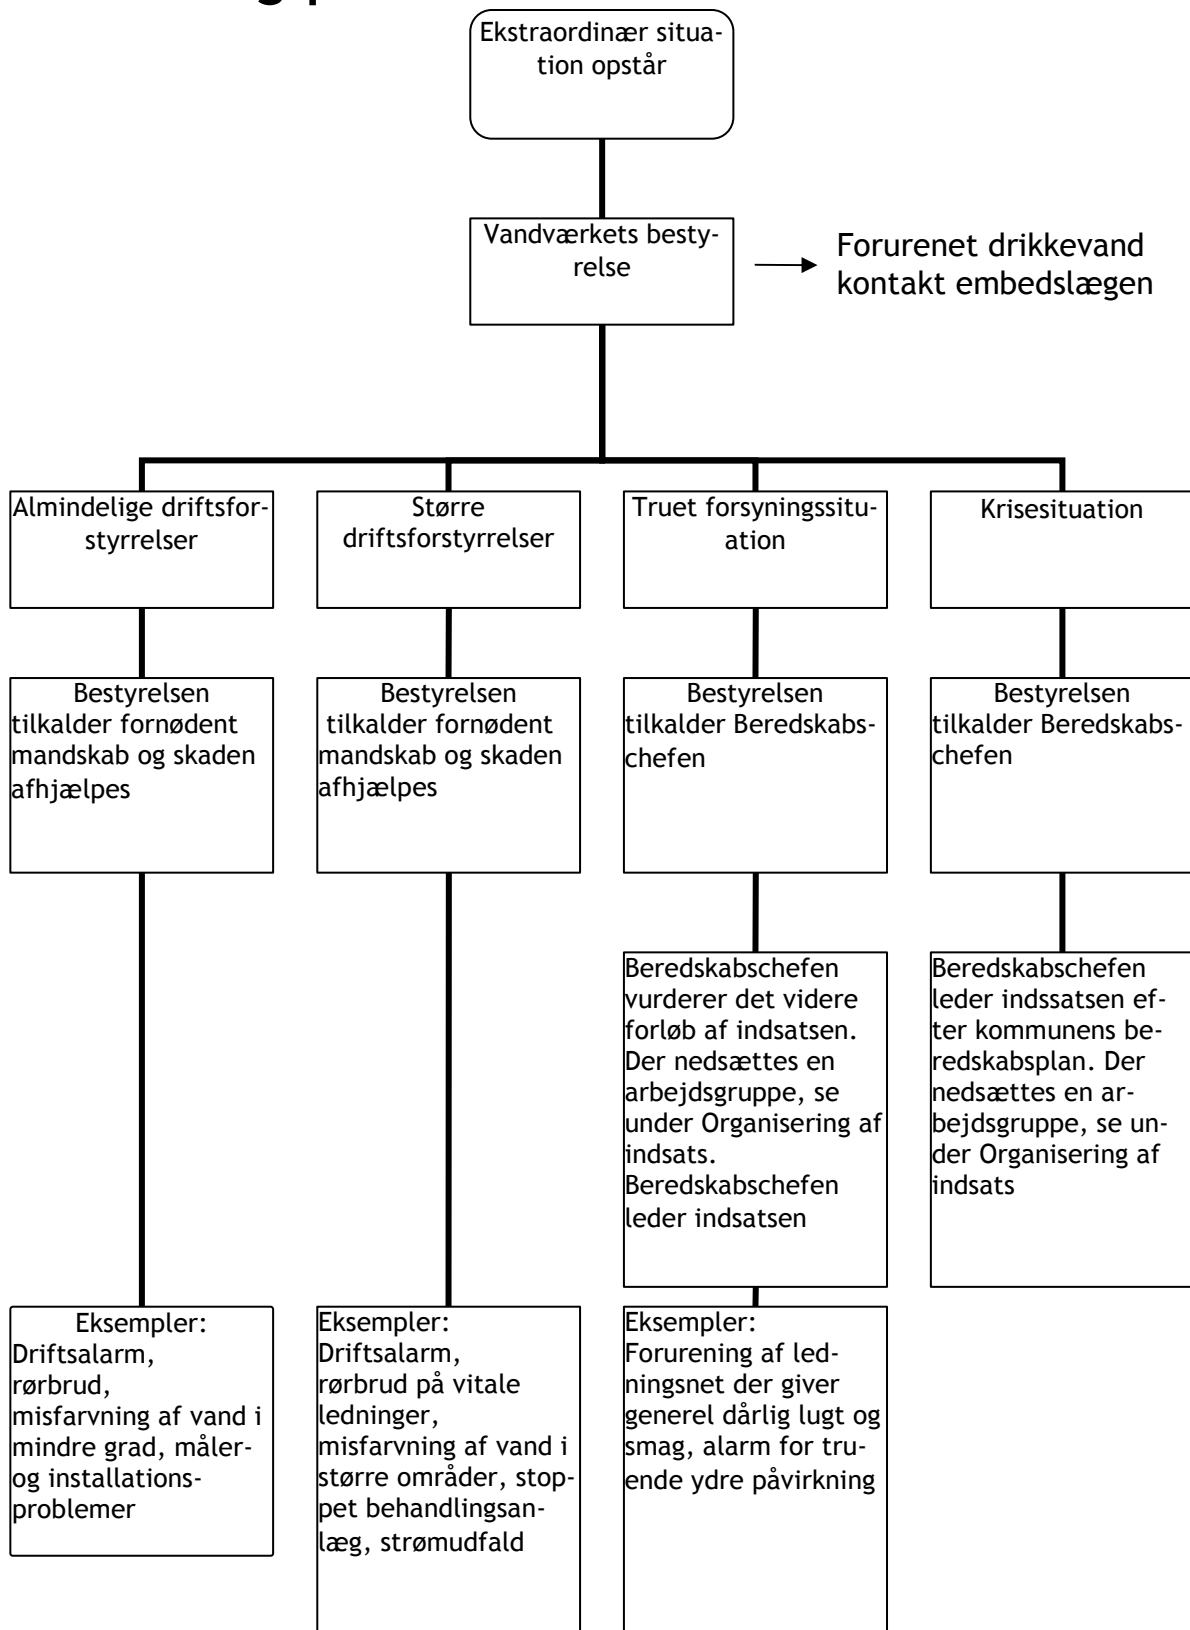 Ekstraordinær situa-
tion opstår
Vandværkets besty-
relse
Forurenet drikkevand
kontakt embedslægen
Almindelige driftsfor-
styrrelser
Større
driftsforstyrrelser
Truet forsyningssitu-
ation
Krisesituation
Bestyrelsen
tilkalder fornødent
mandskab og skaden
afhjælpes
Bestyrelsen
tilkalder fornødent
mandskab og skaden
afhjælpes
Bestyrelsen
tilkalder Beredskabs-
chefen
Bestyrelsen
tilkalder Beredskabs-
chefen
Beredskabschefen
vurderer det videre
forløb af indsatsen.
Der nedsættes en
arbejdsgruppe, se
under Organisering af
indsats.
Beredskabschefen
leder indsatsen
Beredskabschefen
leder indssatsen ef-
ter kommunens be-
redskabsplan. Der
nedsættes en ar-
bejdsgruppe, se un-
der Organisering af
indsats
Eksempler:
Driftsalarm,
rørbrud,
misfarvning af vand i
mindre grad, måler-
og installations-
problemer
Eksempler:
Driftsalarm,
rørbrud på vitale
ledninger,
misfarvning af vand i
større områder, stop-
pet behandlingsan-
læg, strømudfald
Eksempler:
Forurening af led-
ningsnet der giver
generel dårlig lugt og
smag, alarm for tru-
ende ydre påvirkning